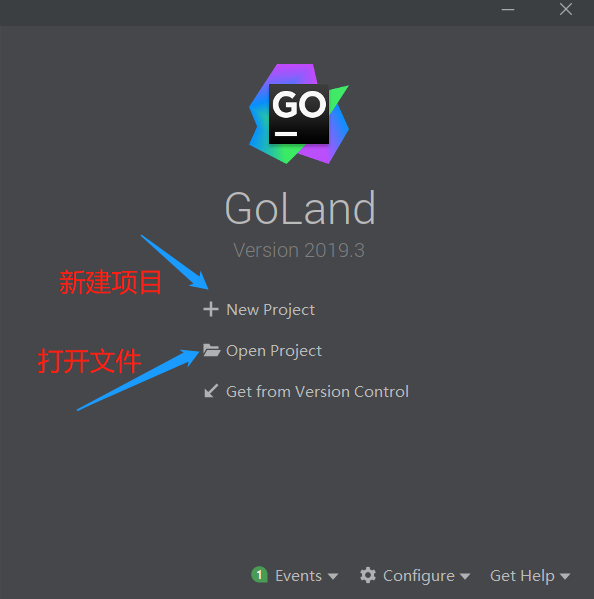 GO
GoLand
Version 2019.3
新建项目
New Project
打开文件
Open Project
Get from Version Control
1 Events Configure Get Help